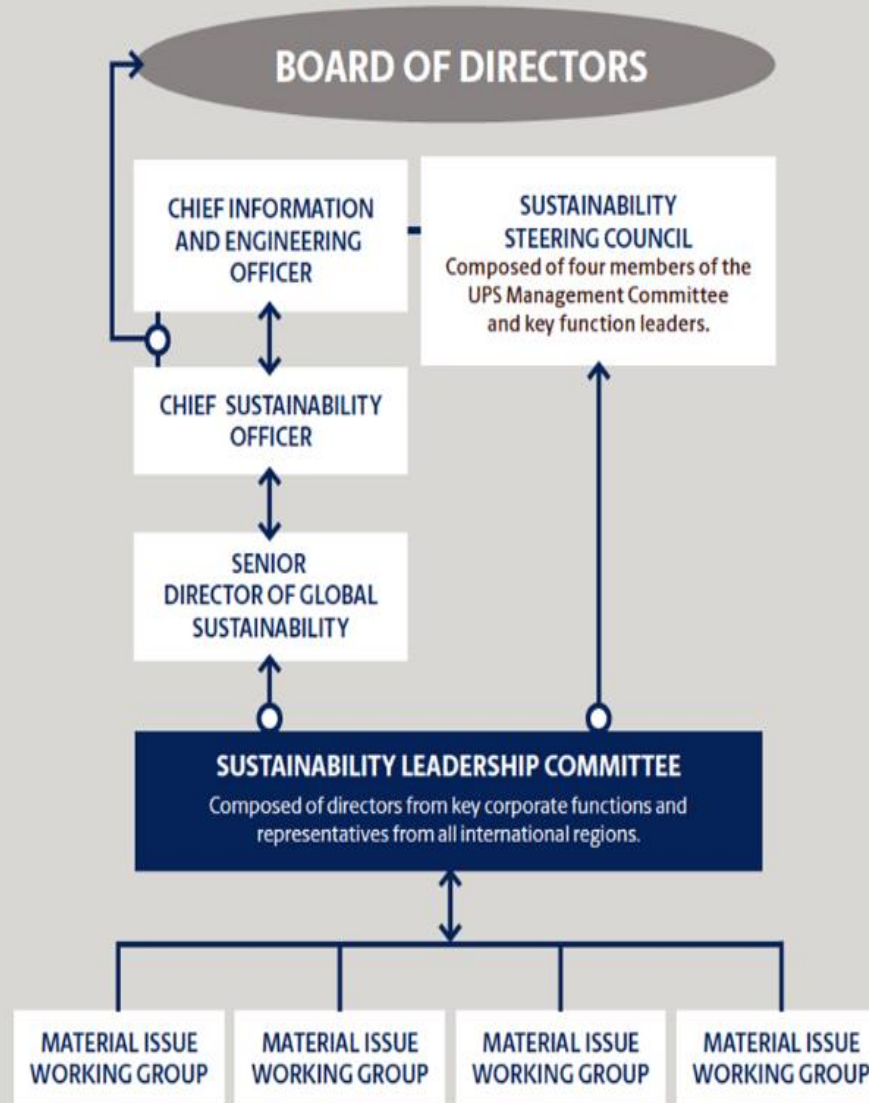 BOARD OF DIRECTORS
CHIEF INFORMATION
AND ENGINEERING
OFFICER
SUSTAINABILITY
STEERING COUNCIL
Composed of four members of the
UPS Management Committee
and key function leaders.
CHIEF SUSTAINABILITY
OFFICER
SENIOR
DIRECTOR OF GLOBAL
SUSTAINABILITY
SUSTAINABILITY LEADERSHIP COMMITTEE
Composed of directors from key corporate functions and
representatives from all international regions.
MATERIAL ISSUE
WORKING GROUP
MATERIAL ISSUE
WORKING GROUP
MATERIAL ISSUE
WORKING GROUP
MATERIAL ISSUE
WORKING GROUP